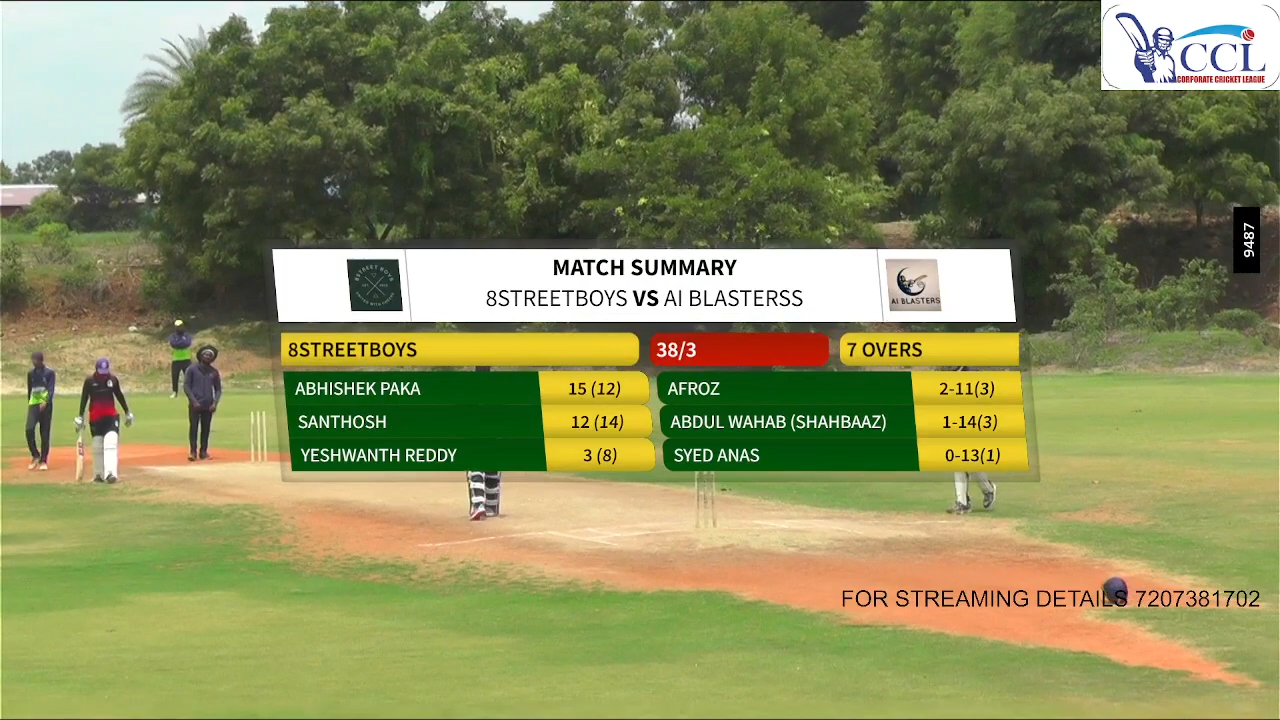 CCL
CORPORATE CRICKET LEAGUE
9487
MATCH SUMMARY
8STREETBOYS VS AI BLASTERSS
8STREET BOYS
AI BLASTERS
8STREETBOYS 38/3 7 OVERS
ABHISHEK PAKA 15 (12) AFROZ 2-11(3)
SANTHOSH 12 (14) ABDUL WAHAB (SHAHBAAZ) 1-14(3)
YESHWANTH REDDY 3 (8) SYED ANAS 0-13(1)
FOR STREAMING DETAILS 7207381702